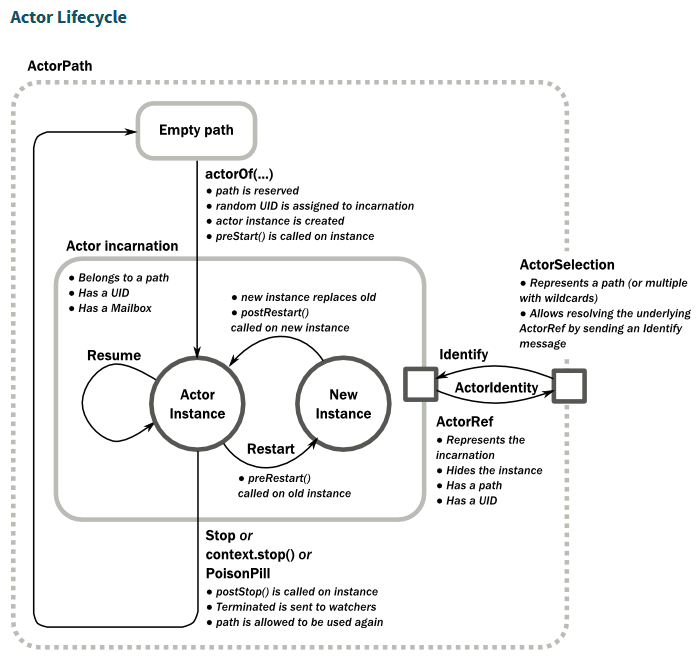 Actor Lifecycle
ActorPath
Empty path
actorOf(...)
● path is reserved
● random UID is assigned to incarnation
● actor instance is created
● preStart() is called on instance
Actor incarnation
● Belongs to a path
● Has a UID
● Has a Mailbox
● new instance replaces old
● postRestart()
called on new instance
ActorSelection
● Represents a path (or multiple
with wildcards)
● Allows resolving the underlying
ActorRef by sending an Identify
message
Resume
Actor
Instance
New
Instance
Identify
ActorIdentity
Restart
● preRestart()
called on old instance
ActorRef
● Represents the
incarnation
● Hides the instance
● Has a path
● Has a UID
Stop or
context.stop() or
PoisonPill
● postStop() is called on instance
● Terminated is sent to watchers
● path is allowed to be used again